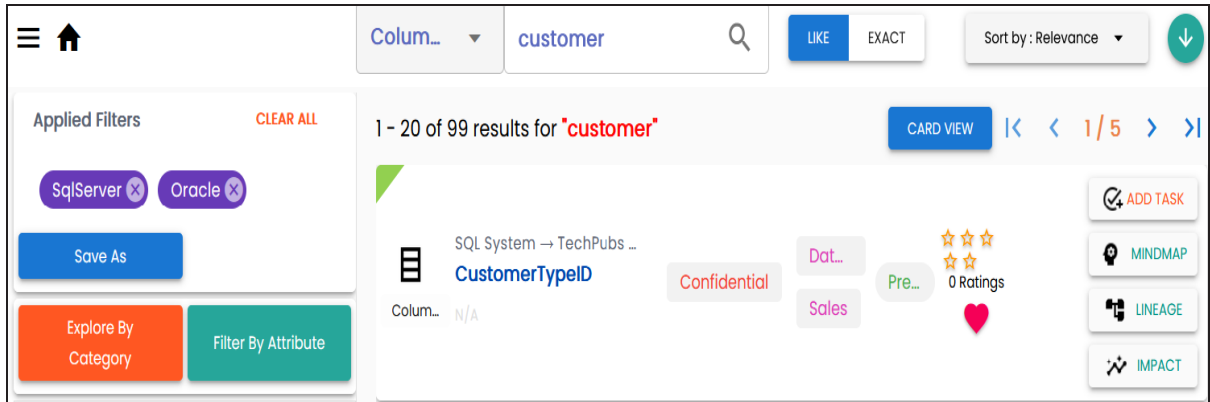 Colum...
customer
LIKE
EXACT
Sort by : Relevance
Applied Filters
CLEAR ALL
SqlServer
Oracle
Save As
Explore By
Category
Filter By Attribute
1 - 20 of 99 results for "customer"
CARD VIEW
1 / 5
Colum...
SQL System → TechPubs ...
CustomerTypeID
N/A
Confidential
Dat...
Sales
Pre...
0 Ratings
ADD TASK
MINDMAP
LINEAGE
IMPACT